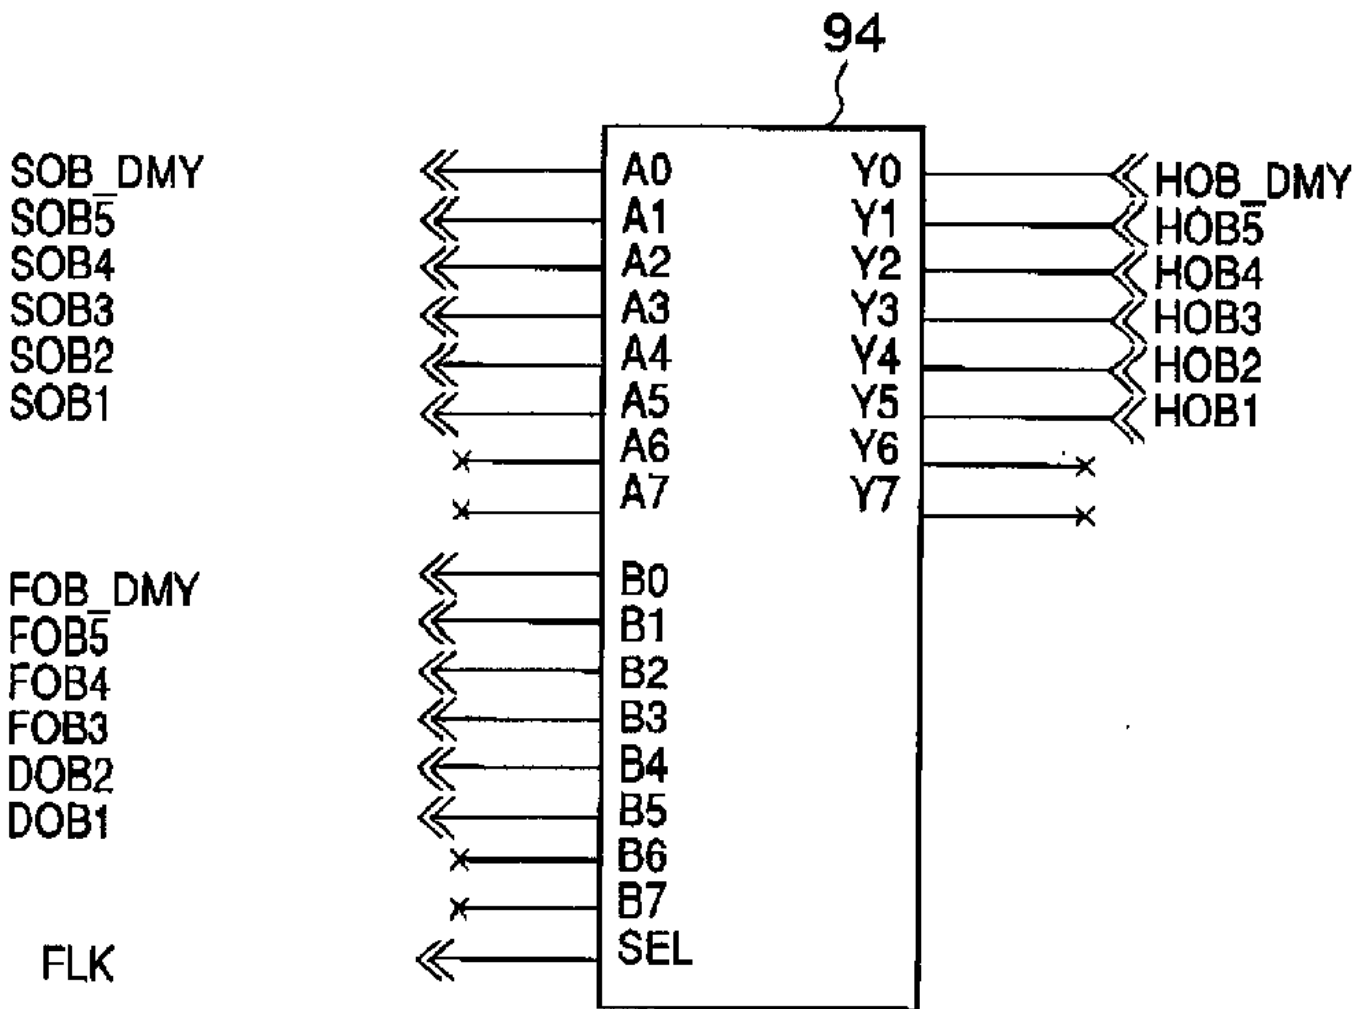 94
SOB_DMY A0 Y0 HOB_DMY
SOB5 A1 Y1 HOB5
SOB4 A2 Y2 HOB4
SOB3 A3 Y3 HOB3
SOB2 A4 Y4 HOB2
SOB1 A5 Y5 HOB1
A6 Y6
A7 Y7
FOB_DMY B0
FOB5 B1
FOB4 B2
FOB3 B3
DOB2 B4
DOB1 B5
B6
B7
FLK SEL